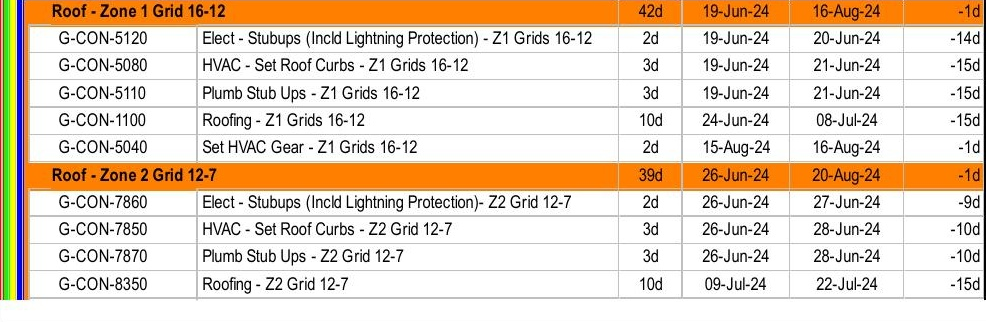 Roof - Zone 1 Grid 16-12 42d 19-Jun-24 16-Aug-24 -1d
G-CON-5120 Elect - Stubups (Incld Lightning Protection) - Z1 Grids 16-12 2d 19-Jun-24 20-Jun-24 -14d
G-CON-5080 HVAC - Set Roof Curbs - Z1 Grids 16-12 3d 19-Jun-24 21-Jun-24 -15d
G-CON-5110 Plumb Stub Ups - Z1 Grids 16-12 3d 19-Jun-24 21-Jun-24 -15d
G-CON-1100 Roofing - Z1 Grids 16-12 10d 24-Jun-24 08-Jul-24 -15d
G-CON-5040 Set HVAC Gear - Z1 Grids 16-12 2d 15-Aug-24 16-Aug-24 -1d
Roof - Zone 2 Grid 12-7 39d 26-Jun-24 20-Aug-24 -1d
G-CON-7860 Elect - Stubups (Incld Lightning Protection)- Z2 Grid 12-7 2d 26-Jun-24 27-Jun-24 -9d
G-CON-7850 HVAC - Set Roof Curbs - Z2 Grid 12-7 3d 26-Jun-24 28-Jun-24 -10d
G-CON-7870 Plumb Stub Ups - Z2 Grid 12-7 3d 26-Jun-24 28-Jun-24 -10d
G-CON-8350 Roofing - Z2 Grid 12-7 10d 09-Jul-24 22-Jul-24 -15d